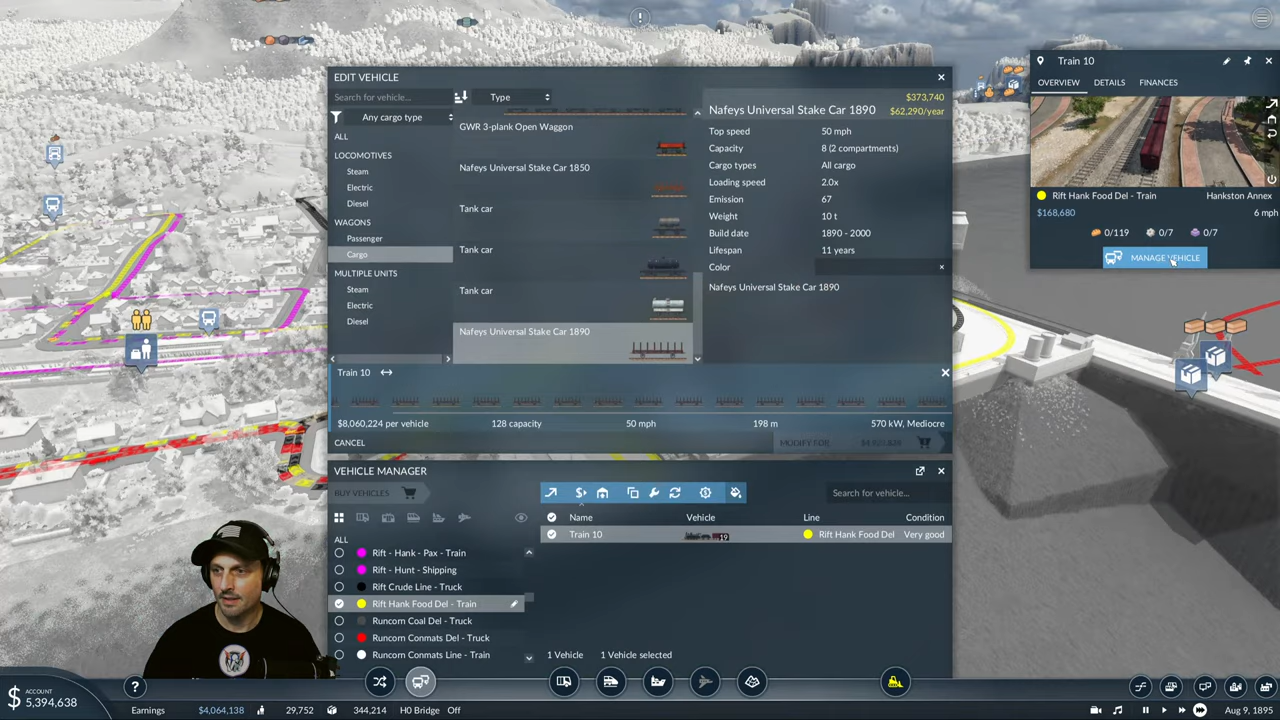 EDIT VEHICLE
Search for vehicle...
Type
Any cargo type
ALL
LOCOMOTIVES
Steam
Electric
Diesel
WAGONS
Passenger
Cargo
MULTIPLE UNITS
Steam
Electric
Diesel
GWR 3-plank Open Waggon
Nafeys Universal Stake Car 1850
Tank car
Tank car
Tank car
Nafeys Universal Stake Car 1890
Nafeys Universal Stake Car 1890
$373,740
$62,290/year
Top speed 50 mph
Capacity 8 (2 compartments)
Cargo types All cargo
Loading speed 2.0x
Emission 67
Weight 10 t
Build date 1890 - 2000
Lifespan 11 years
Color
Nafeys Universal Stake Car 1890
Train 10
$8,060,224 per vehicle 128 capacity 50 mph 198 m 570 kW, Mediocre
CANCEL
MODIFY FOR
VEHICLE MANAGER
BUY VEHICLES
Search for vehicle...
Name Vehicle Line Condition
Train 10 19 Rift Hank Food Del Very good
ALL
Rift - Hank - Pax - Train
Rift - Hunt - Shipping
Rift Crude Line - Truck
Rift Hank Food Del - Train
Runcorn Coal Del - Truck
Runcorn Conmats Del - Truck
Runcorn Conmats Line - Train
1 Vehicle 1 Vehicle selected
Train 10
OVERVIEW DETAILS FINANCES
Rift Hank Food Del - Train Hankston Annex
$168,680 6 mph
0/119 0/7 0/7
MANAGE VEHICLE
$ ACCOUNT
5,394,638
?
Earnings $4,064,138 29,752 344,214 H0 Bridge Off
Aug 9, 1895